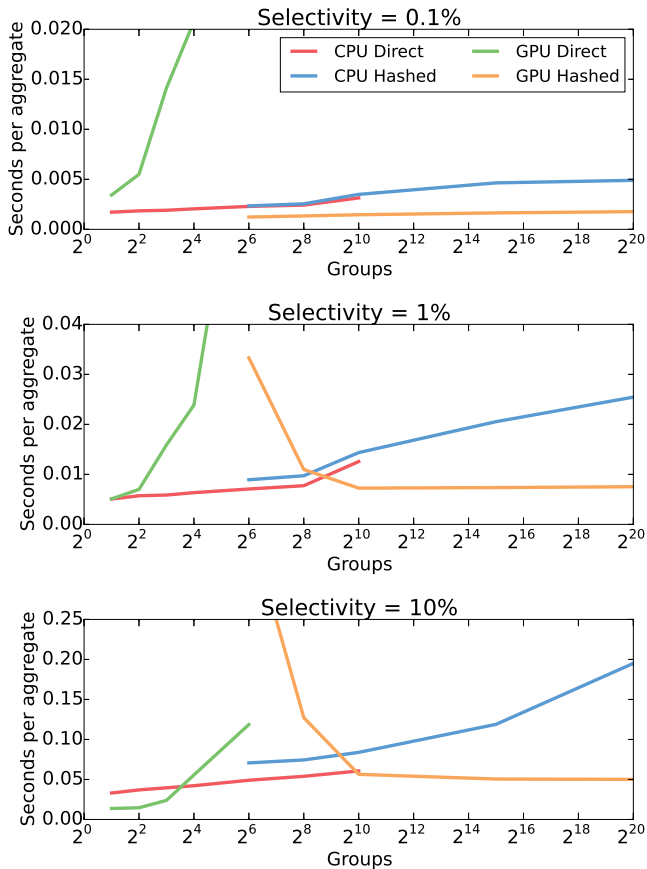 Selectivity = 0.1%
CPU Direct
GPU Direct
CPU Hashed
GPU Hashed
Seconds per aggregate
0.020
0.015
0.010
0.005
0.000
2^0 2^2 2^4 2^6 2^8 2^10 2^12 2^14 2^16 2^18 2^20
Groups
Selectivity = 1%
Seconds per aggregate
0.04
0.03
0.02
0.01
0.00
2^0 2^2 2^4 2^6 2^8 2^10 2^12 2^14 2^16 2^18 2^20
Groups
Selectivity = 10%
Seconds per aggregate
0.25
0.20
0.15
0.10
0.05
0.00
2^0 2^2 2^4 2^6 2^8 2^10 2^12 2^14 2^16 2^18 2^20
Groups